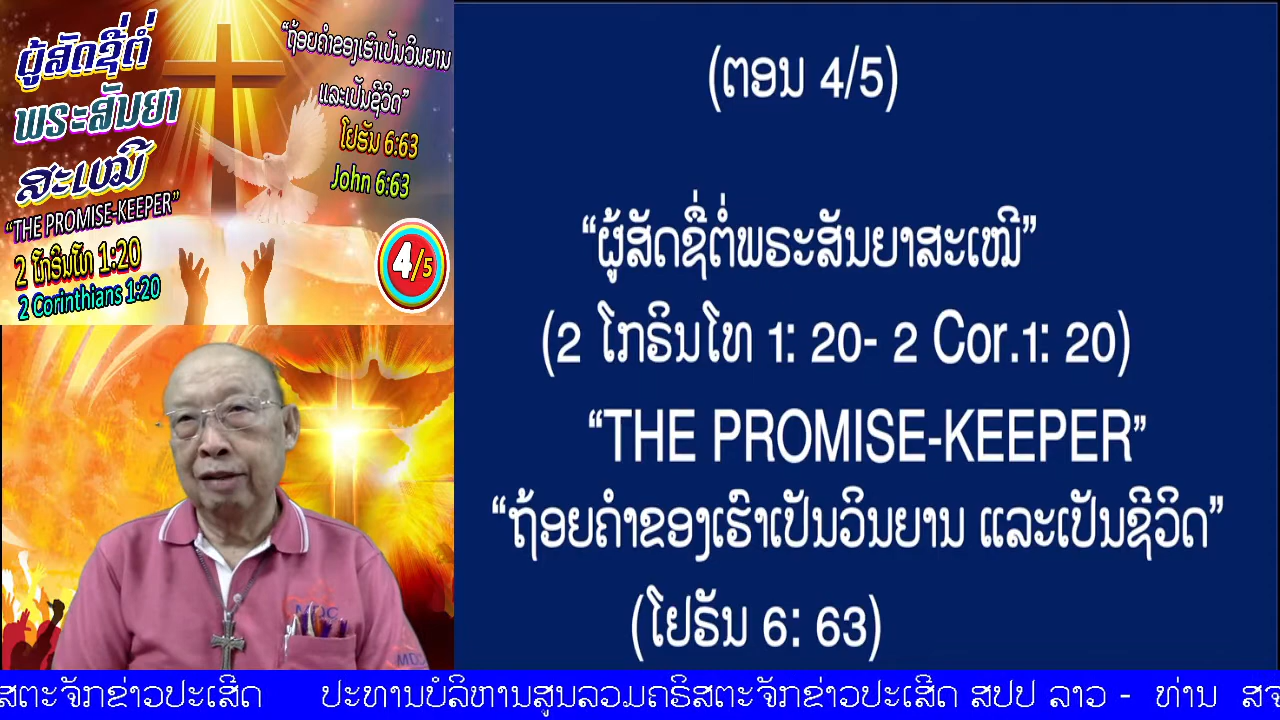 ຜູ້ສັດຊື່ຕໍ່
ພຣະສັນຍາ
ສະເໝີ
“THE PROMISE-KEEPER”
2 ໂກຣິນໂທ 1:20
2 Corinthians 1:20
“ຖ້ອຍຄຳຂອງເຮົາເປັນວິນຍານ
ແລະເປັນຊີວິດ”
ໂຢຮັນ 6:63
John 6:63
4/5
(ຕອນ 4/5)
“ຜູ້ສັດຊື່ຕໍ່ພຣະສັນຍາສະເໝີ”
(2 ໂກຣິນໂທ 1: 20- 2 Cor.1: 20)
“THE PROMISE-KEEPER”
“ຖ້ອຍຄຳຂອງເຮົາເປັນວິນຍານ ແລະເປັນຊີວິດ”
(ໂຢຮັນ 6: 63)
MDC
MDC
ສຕະຈັກຂ່າວປະເສີດ ປະທານບໍລິຫານສູນລວມຄຣິສຕະຈັກຂ່າວປະເສີດ ສປປ ລາວ - ທ່ານ ສຈ